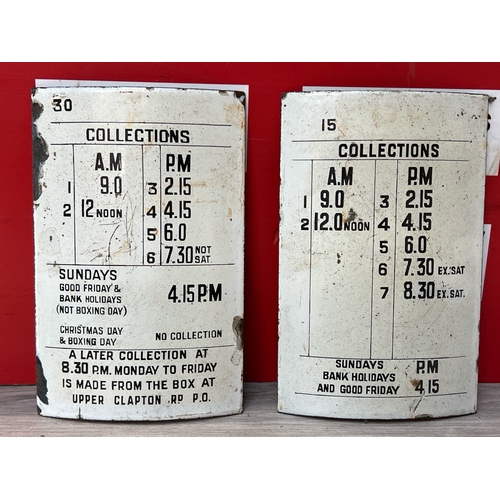 30
COLLECTIONS
A.M P.M
1 9.0 3 2.15
2 12 NOON 4 4.15
5 6.0
6 7.30 NOT SAT.
SUNDAYS
GOOD FRIDAY &
BANK HOLIDAYS 4.15 P.M
(NOT BOXING DAY)
CHRISTMAS DAY
& BOXING DAY NO COLLECTION
A LATER COLLECTION AT
8.30 P.M. MONDAY TO FRIDAY
IS MADE FROM THE BOX AT
UPPER CLAPTON RD P.O.
15
COLLECTIONS
A.M P.M
1 9.0 3 2.15
2 12.0 NOON 4 4.15
5 6.0
6 7.30 EX.SAT
7 8.30 EX.SAT.
SUNDAYS P.M
BANK HOLIDAYS
AND GOOD FRIDAY 4.15